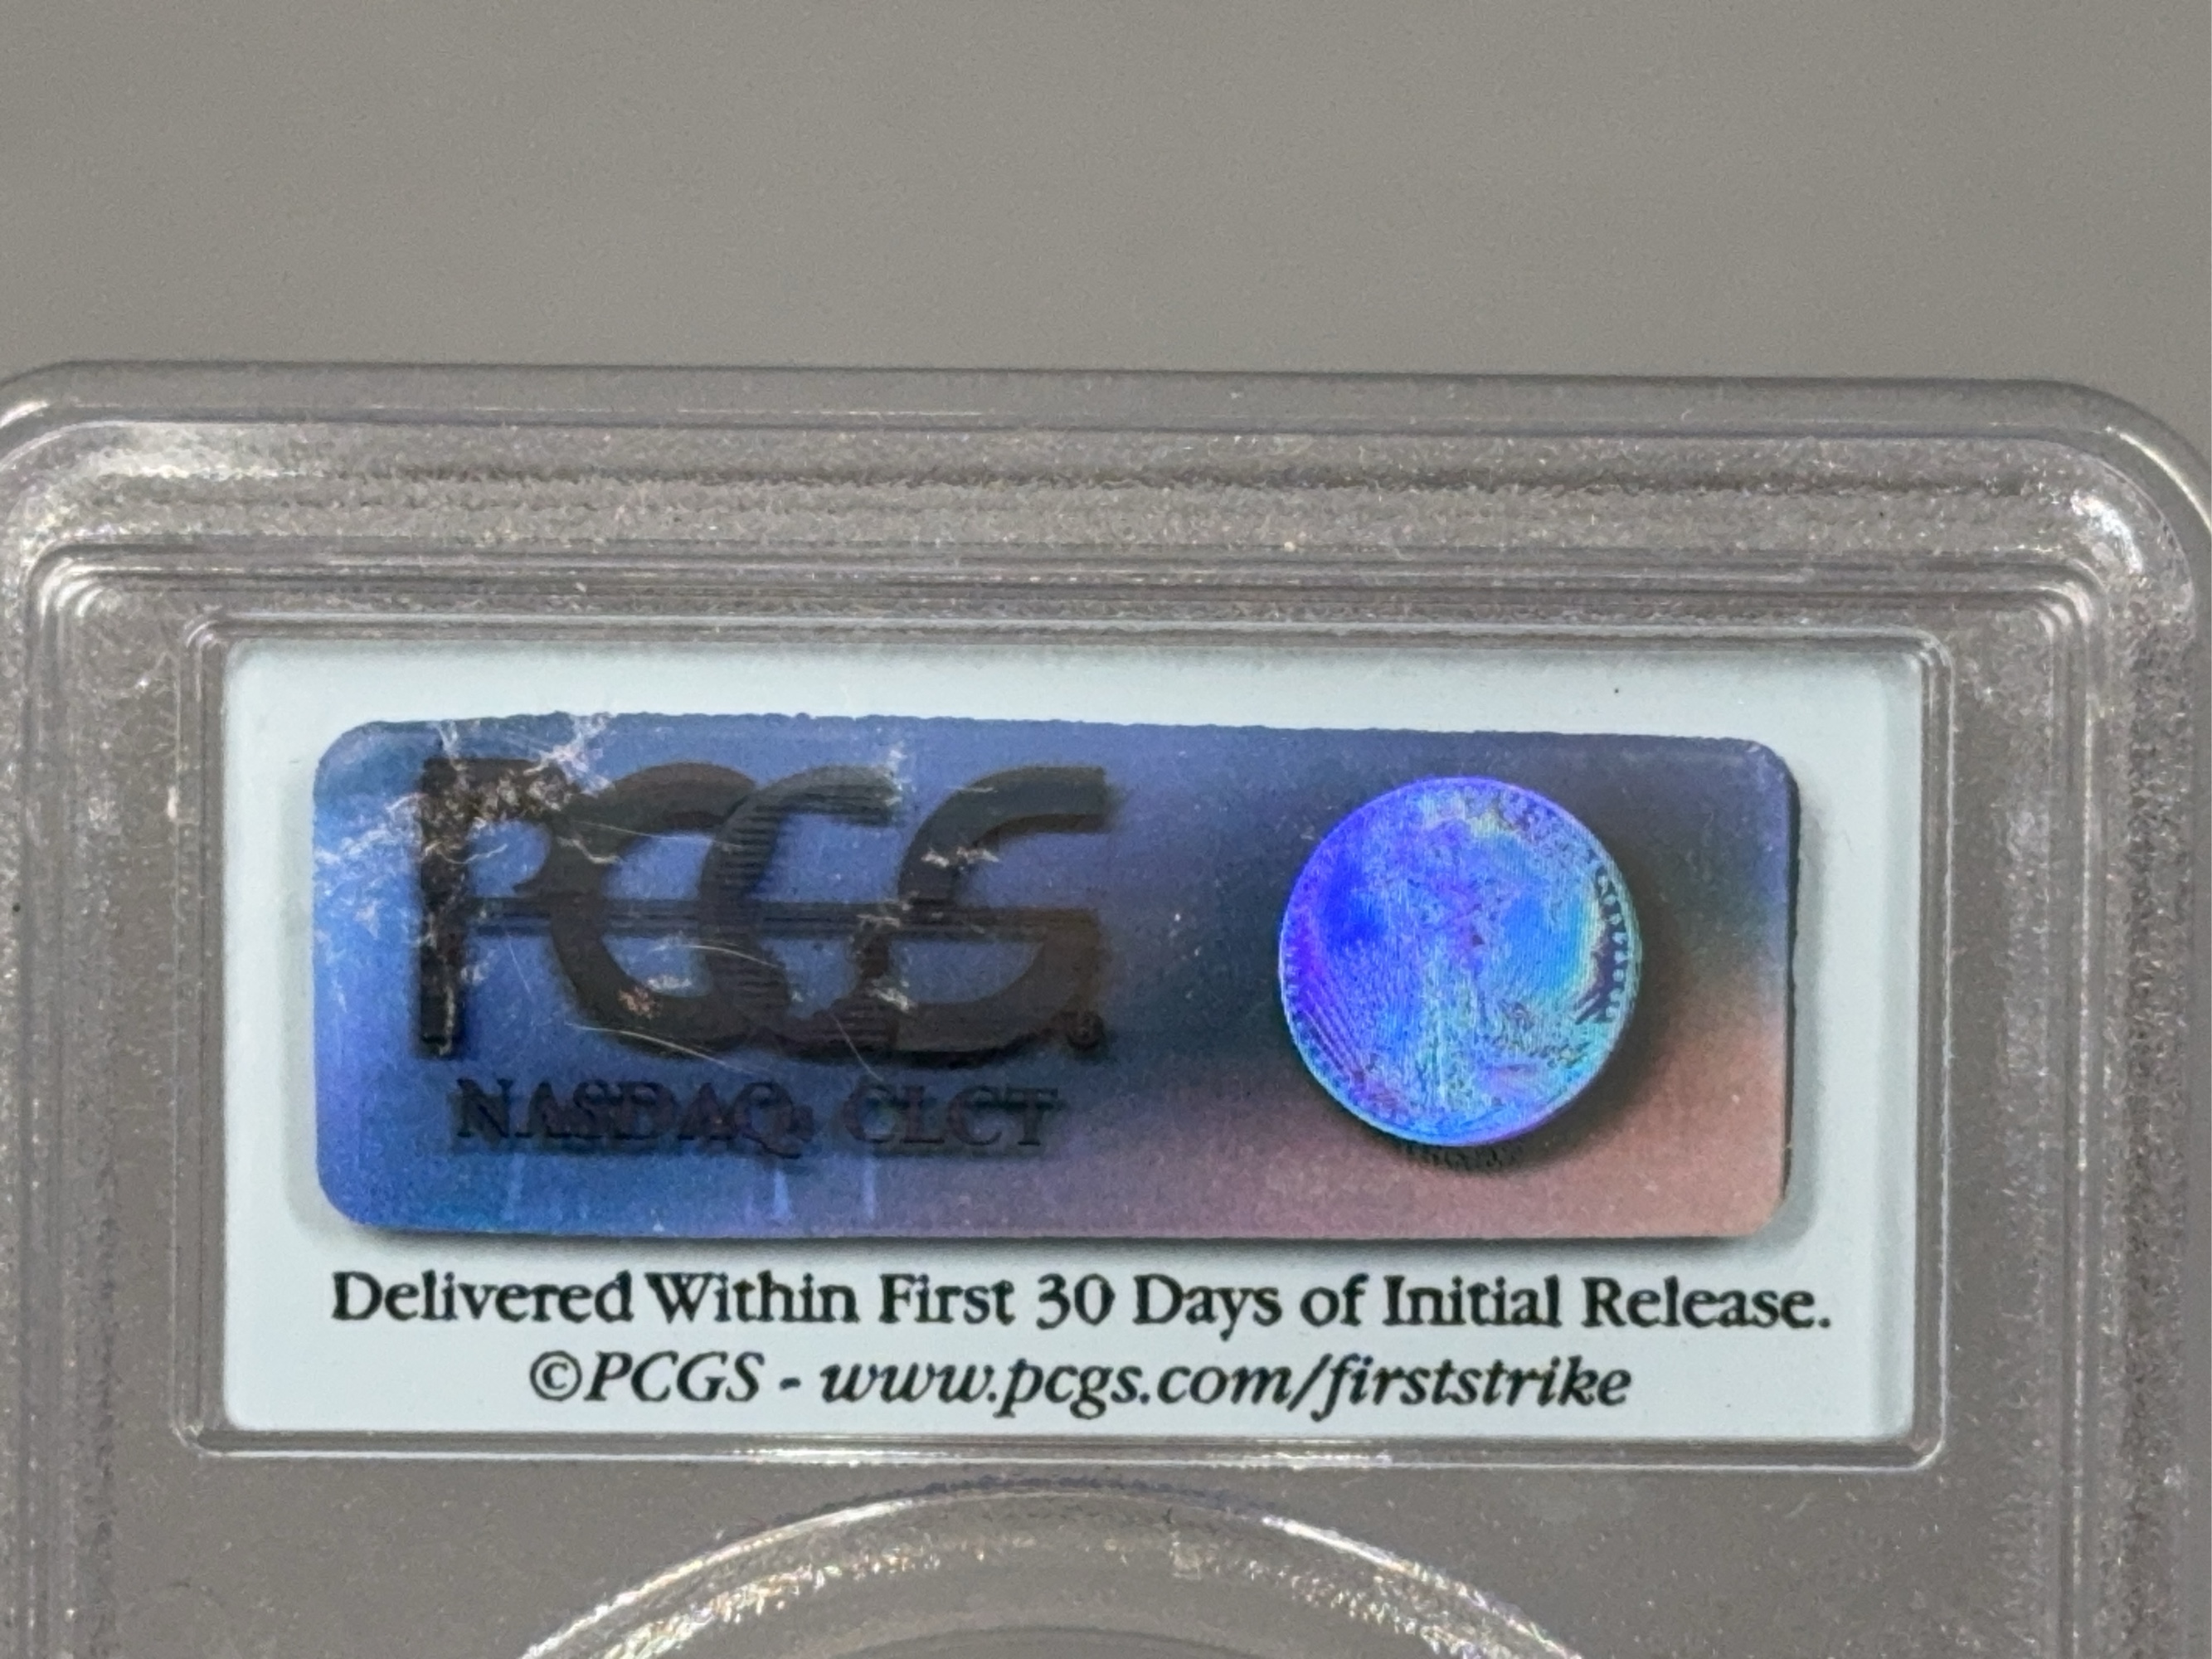 PCGS
NASDAQ: CLCT
Delivered Within First 30 Days of Initial Release.
©PCGS - www.pcgs.com/firststrike